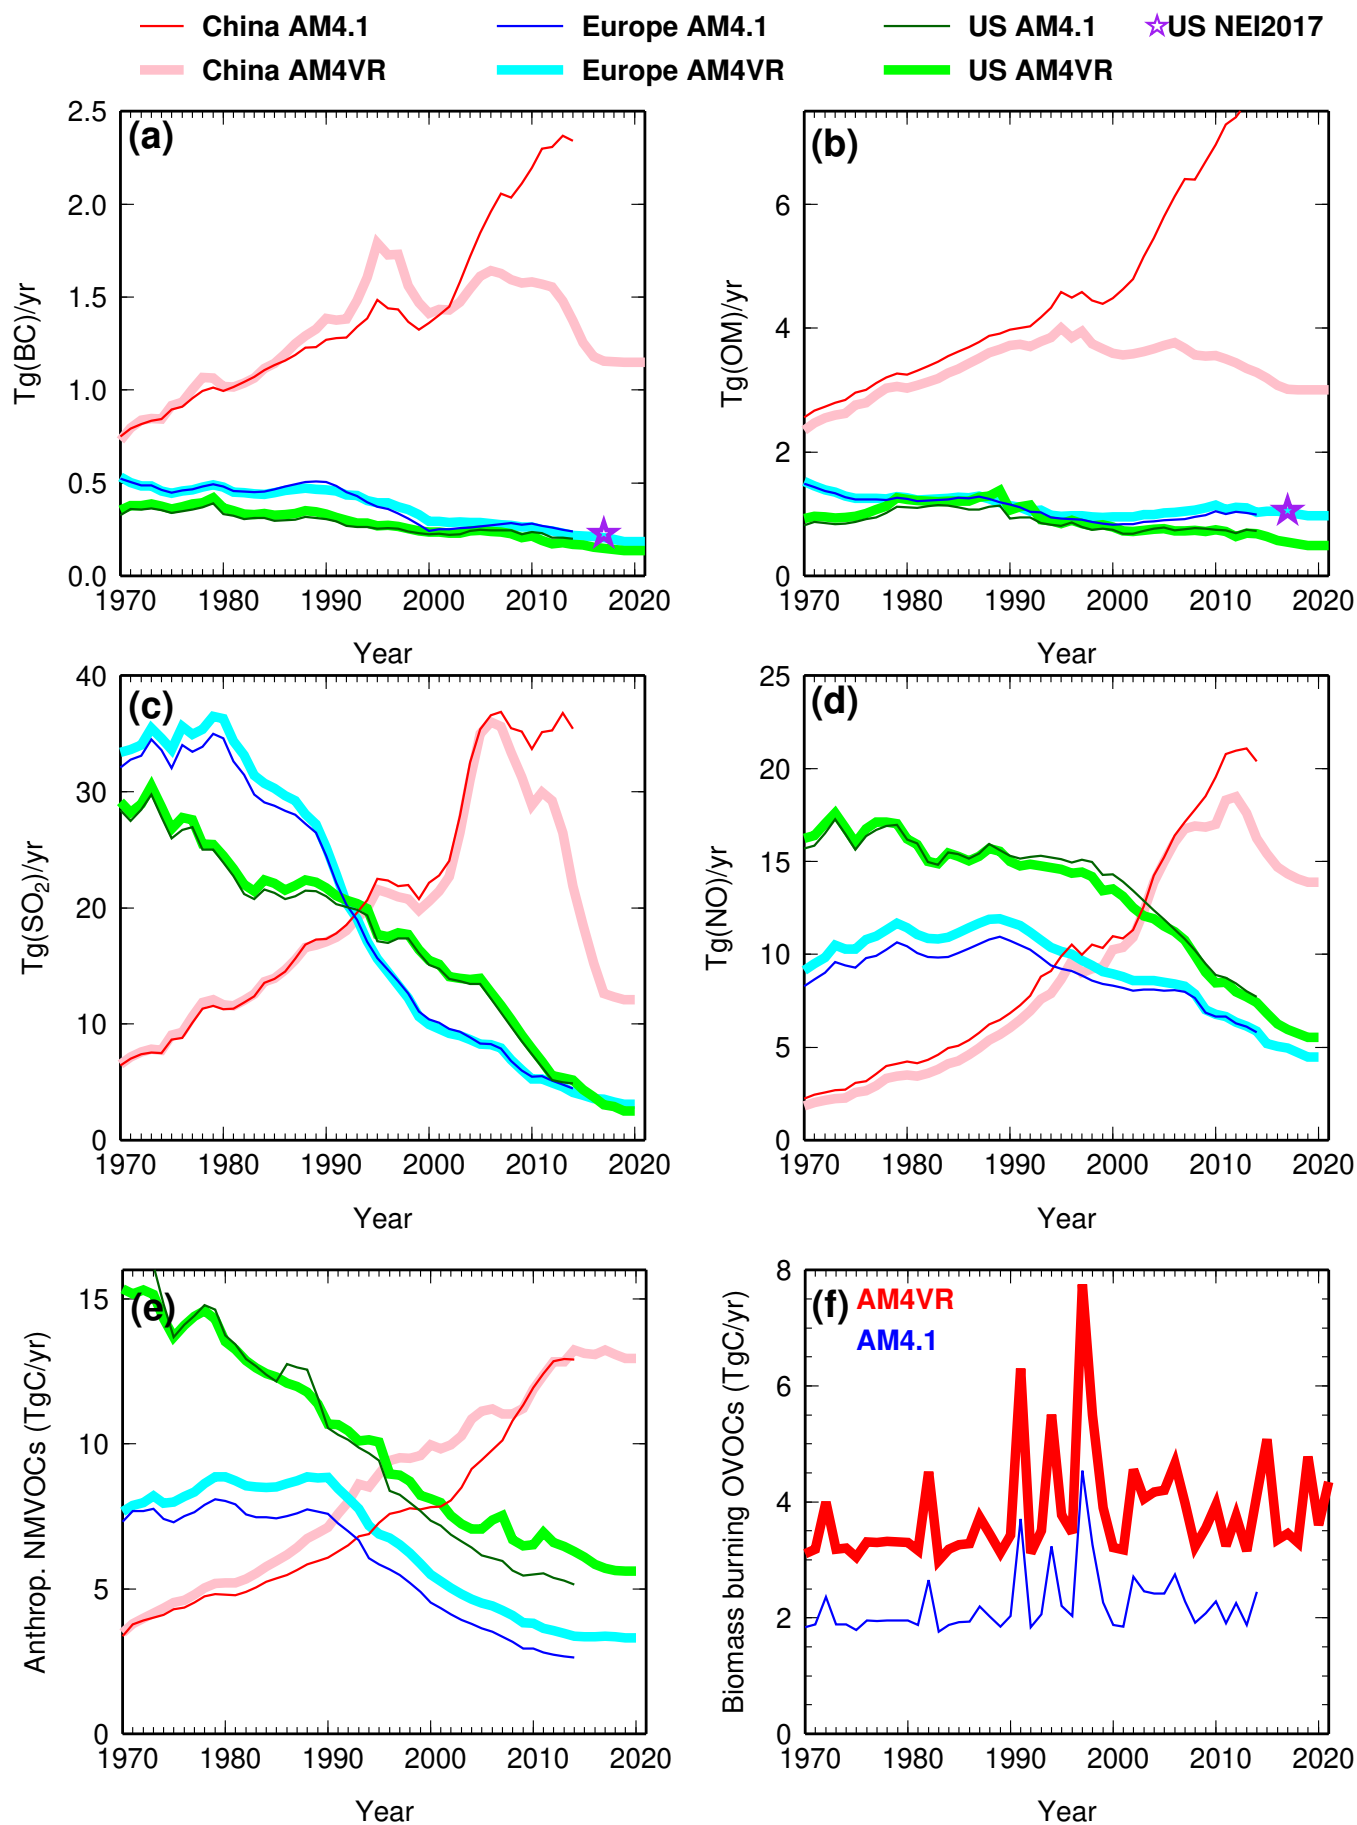 China AM4.1 Europe AM4.1 US AM4.1 ☆US NEI2017
China AM4VR Europe AM4VR US AM4VR
(a)
2.5
2.0
1.5
1.0
0.5
0.0
Tg(BC)/yr
1970 1980 1990 2000 2010 2020
Year
(b)
6
4
2
0
Tg(OM)/yr
1970 1980 1990 2000 2010 2020
Year
(c)
40
30
20
10
0
Tg(SO₂)/yr
1970 1980 1990 2000 2010 2020
Year
(d)
25
20
15
10
5
0
Tg(NO)/yr
1970 1980 1990 2000 2010 2020
Year
(e)
15
10
5
0
Anthrop. NMVOCs (TgC/yr)
1970 1980 1990 2000 2010 2020
Year
(f) AM4VR
AM4.1
8
6
4
2
0
Biomass burning OVOCs (TgC/yr)
1970 1980 1990 2000 2010 2020
Year